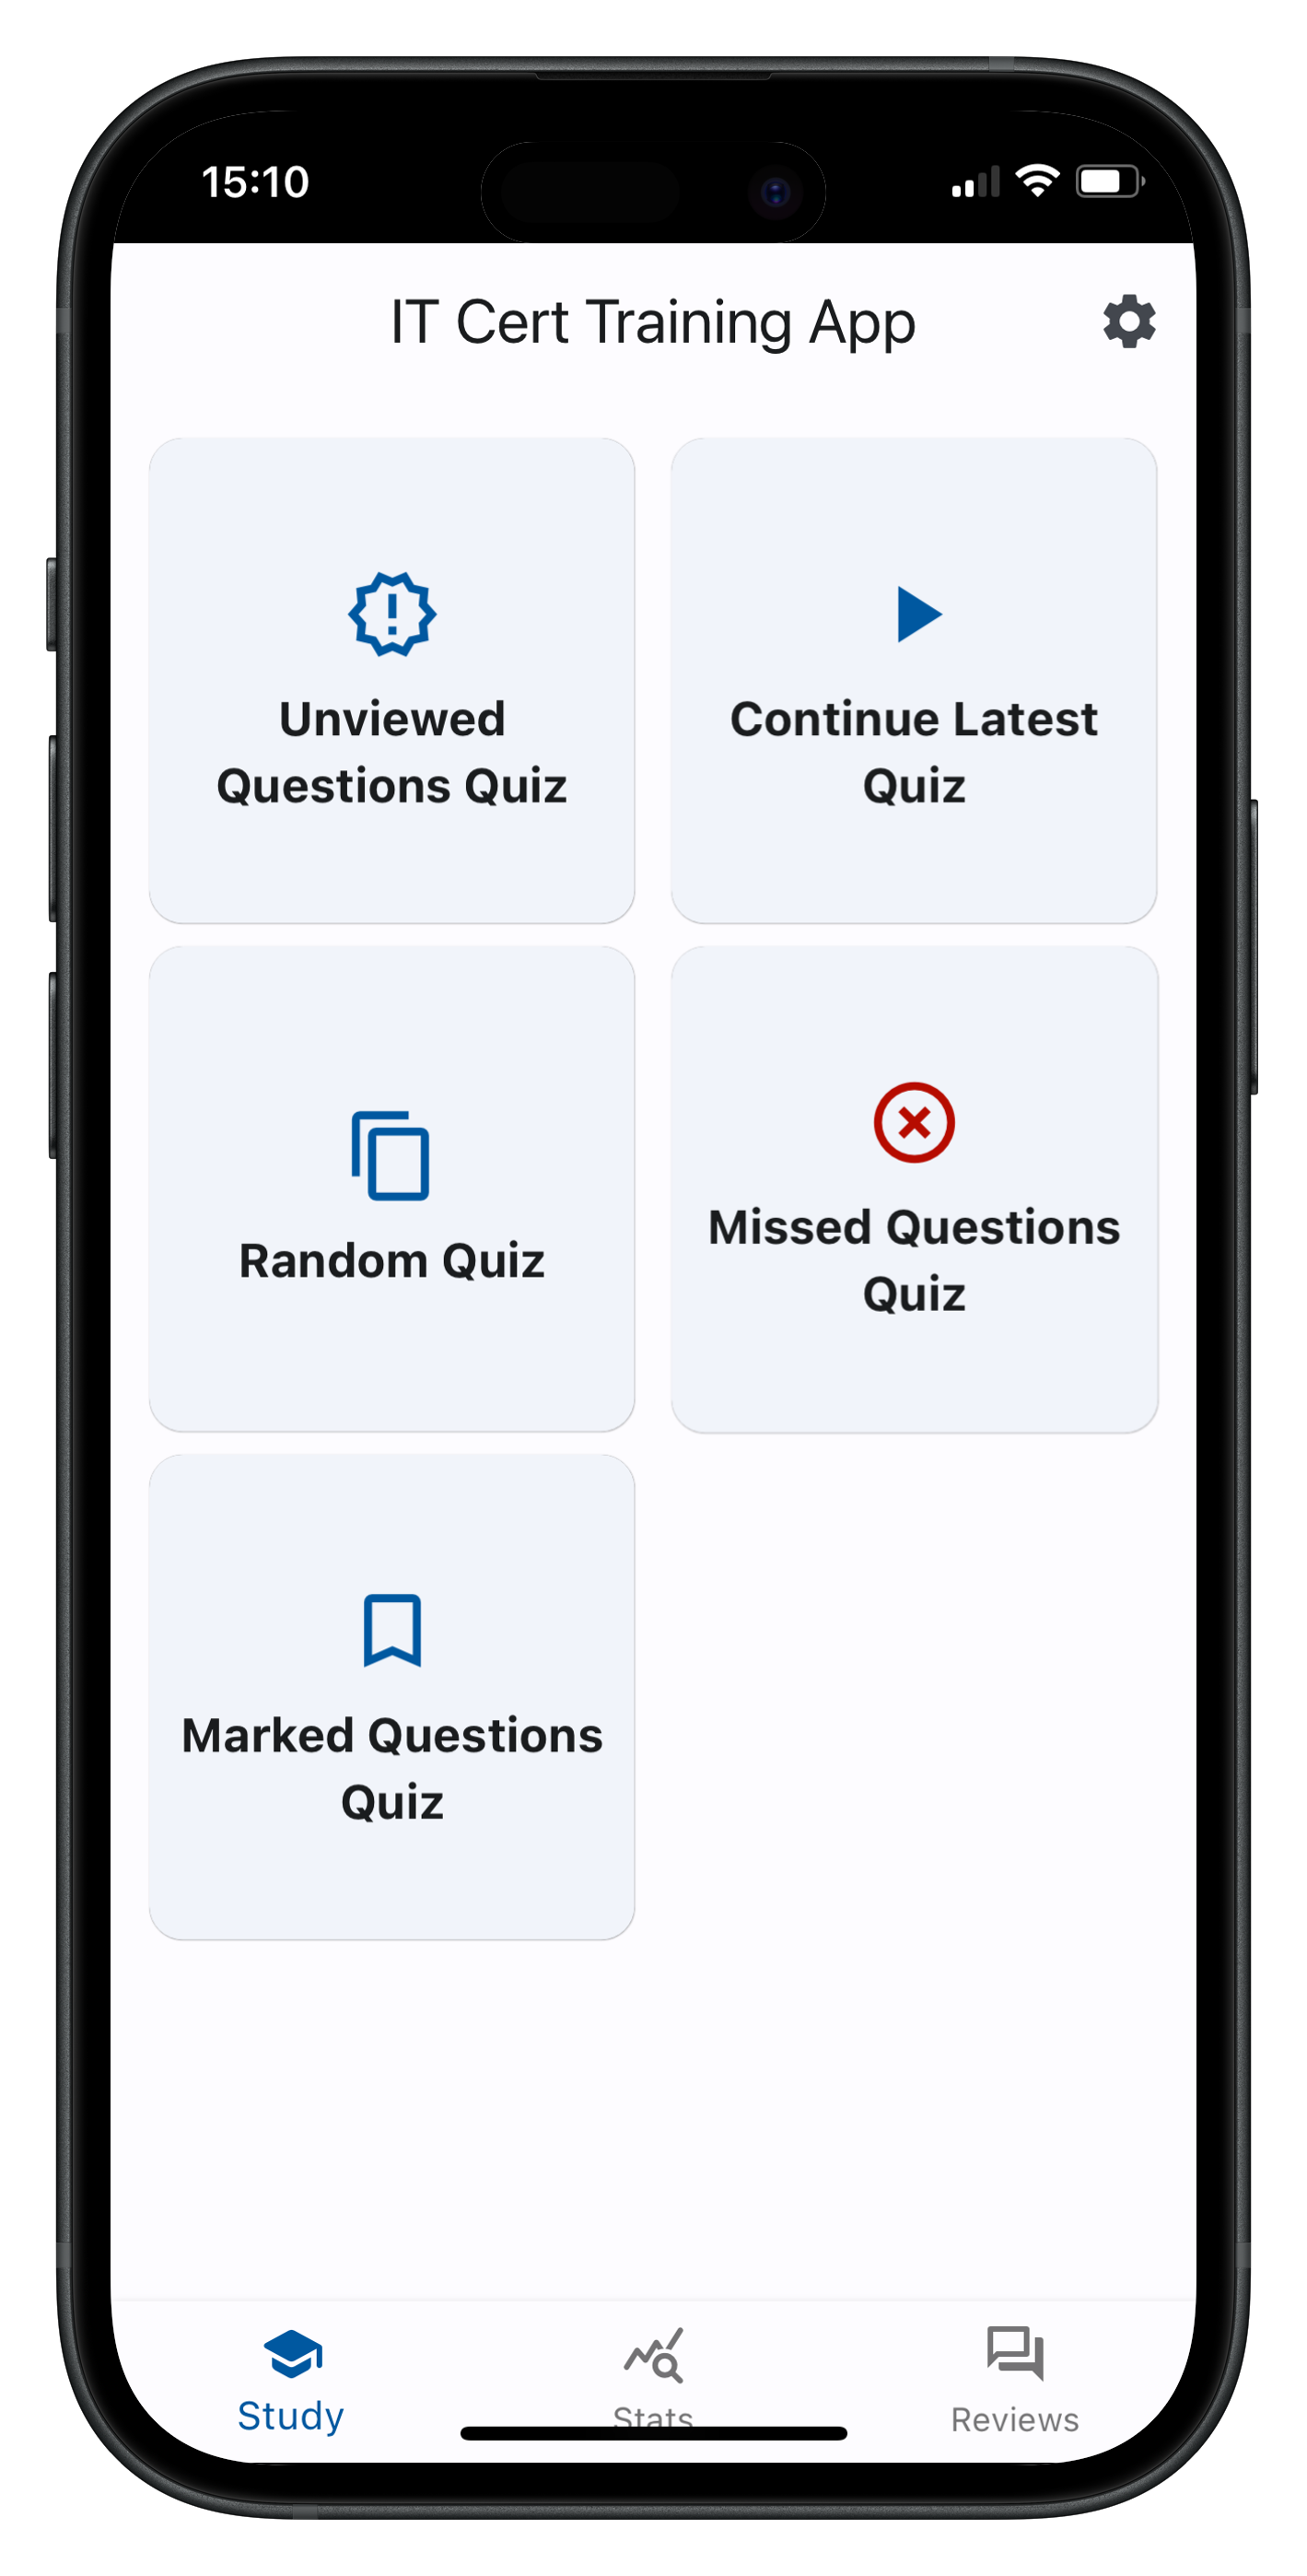 15:10
IT Cert Training App
Unviewed
Questions Quiz
Continue Latest
Quiz
Random Quiz
Missed Questions
Quiz
Marked Questions
Quiz
Study
Stats
Reviews